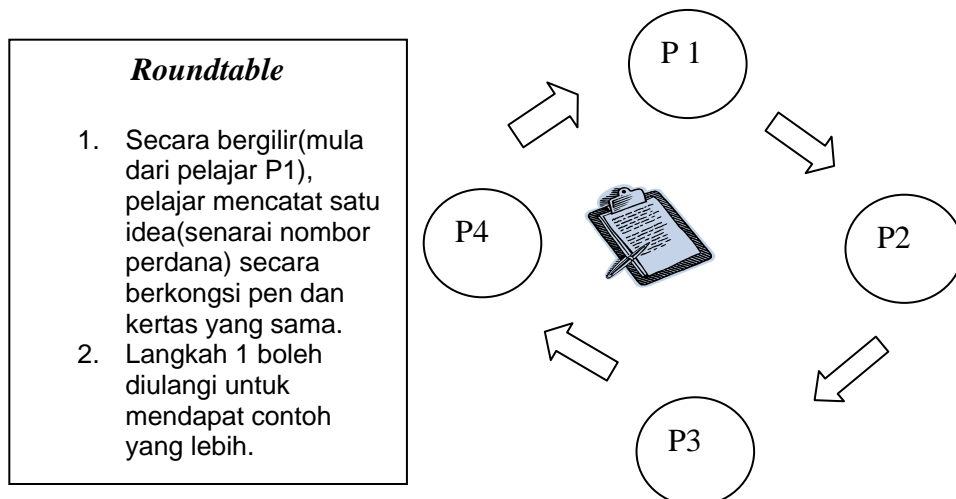 Roundtable
1. Secara bergilir(mula
dari pelajar P1),
pelajar mencatat satu
idea(senarai nombor
perdana) secara
berkongsi pen dan
kertas yang sama.
2. Langkah 1 boleh
diulangi untuk
mendapat contoh
yang lebih.
P 1
P2
P3
P4